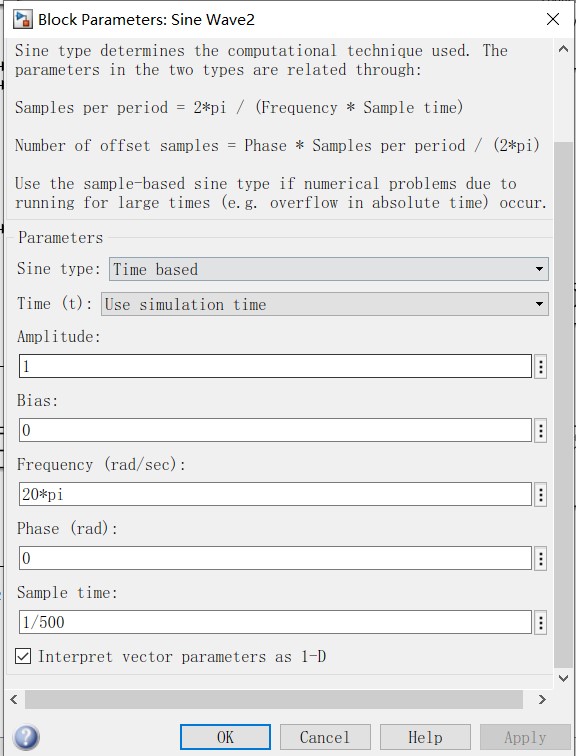 Block Parameters: Sine Wave2
Sine type determines the computational technique used. The
parameters in the two types are related through:
Samples per period = 2*pi / (Frequency * Sample time)
Number of offset samples = Phase * Samples per period / (2*pi)
Use the sample-based sine type if numerical problems due to
running for large times (e.g. overflow in absolute time) occur.
Parameters
Sine type: Time based
Time (t): Use simulation time
Amplitude:
1
Bias:
0
Frequency (rad/sec):
20*pi
Phase (rad):
0
Sample time:
1/500
Interpret vector parameters as 1-D
? OK Cancel Help Apply